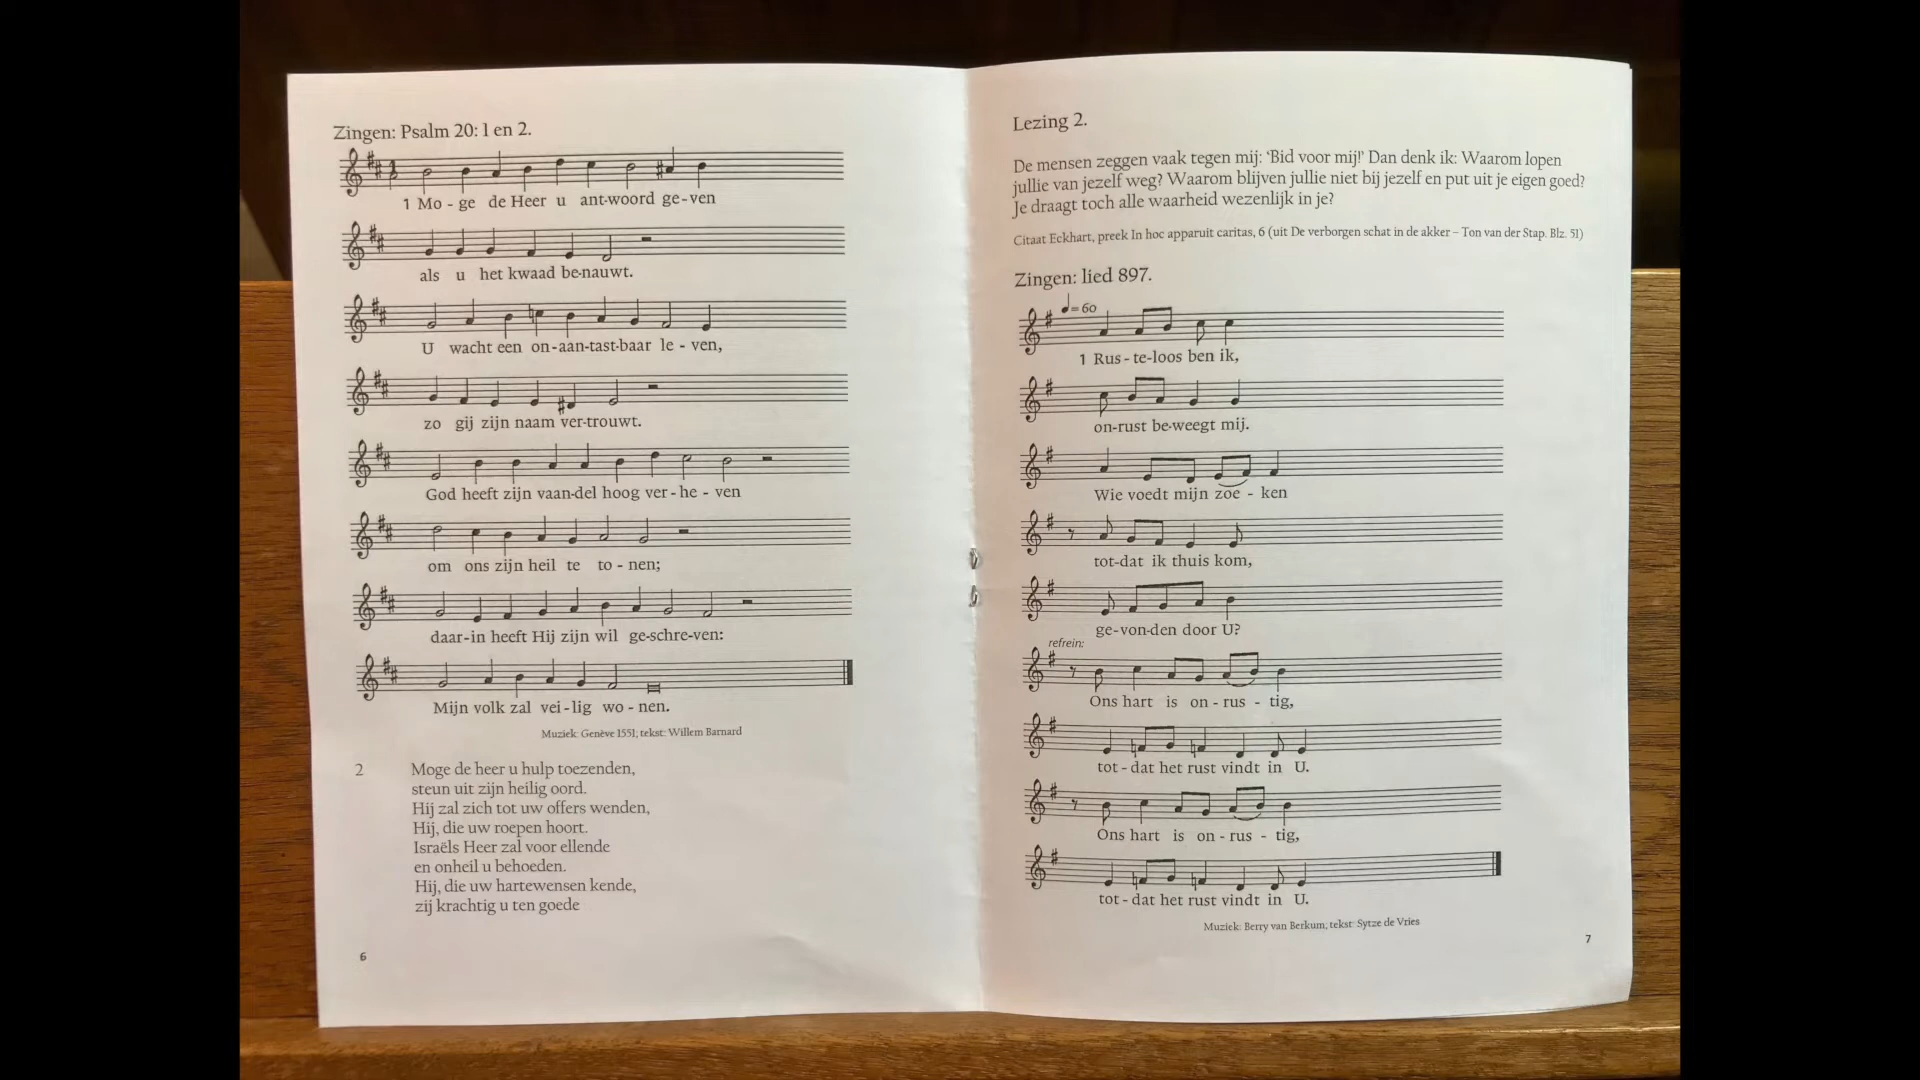 Zingen: Psalm 20: 1 en 2.
1 Mo - ge de Heer u ant-woord ge-ven
als u het kwaad be-nauwt.
U wacht een on-aan-tast-baar le - ven,
zo gij zijn naam ver-trouwt.
God heeft zijn vaan-del hoog ver-he - ven
om ons zijn heil te to - nen;
daar-in heeft Hij zijn wil ge-schre-ven:
Mijn volk zal vei-lig wo-nen.
Muziek: Genève 1551; tekst: Willem Barnard
2 Moge de heer u hulp toezenden,
steun uit zijn heilig oord.
Hij zal zich tot uw offers wenden,
Hij, die uw roepen hoort.
Israëls Heer zal voor ellende
en onheil u behoeden.
Hij, die uw hartewensen kende,
zij krachtig u ten goede
6
Lezing 2.
De mensen zeggen vaak tegen mij: ‘Bid voor mij!’ Dan denk ik: Waarom lopen
jullie van jezelf weg? Waarom blijven jullie niet bij jezelf en put uit je eigen goed?
Je draagt toch alle waarheid wezenlijk in je?
Citaat Eckhart, preek In hoc apparuit caritas, 6 (uit De verborgen schat in de akker – Ton van der Stap. Blz. 51)
Zingen: lied 897.
♩= 60
1 Rus-te-loos ben ik,
on-rust be-weegt mij.
Wie voedt mijn zoe - ken
tot-dat ik thuis kom,
ge-von-den door U?
refrein:
Ons hart is on - rus - tig,
tot - dat het rust vindt in U.
Ons hart is on - rus - tig,
tot - dat het rust vindt in U.
Muziek: Berry van Berkum; tekst: Sytze de Vries
7